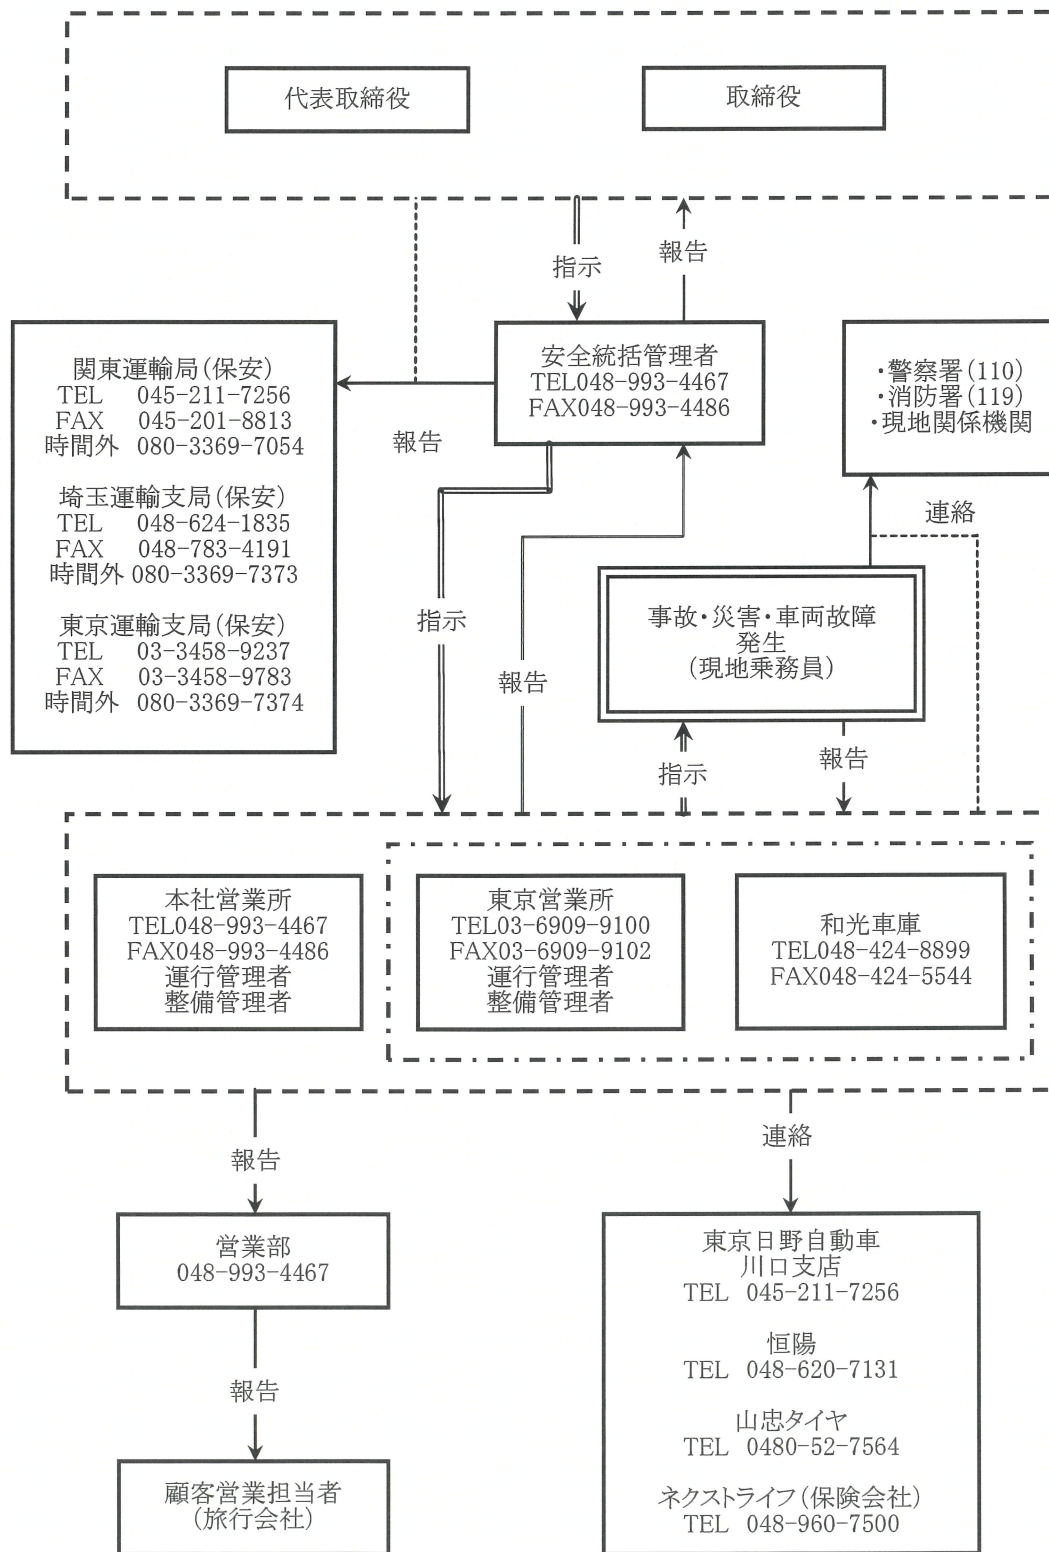 代表取締役
取締役
指示
報告
関東運輸局(保安)
TEL 045-211-7256
FAX 045-201-8813
時間外 080-3369-7054
埼玉運輸支局(保安)
TEL 048-624-1835
FAX 048-783-4191
時間外 080-3369-7373
東京運輸支局(保安)
TEL 03-3458-9237
FAX 03-3458-9783
時間外 080-3369-7374
報告
安全統括管理者
TEL048-993-4467
FAX048-993-4486
・警察署(110)
・消防署(119)
・現地関係機関
連絡
指示
報告
事故・災害・車両故障
発生
(現地乗務員)
指示
報告
本社営業所
TEL048-993-4467
FAX048-993-4486
運行管理者
整備管理者
東京営業所
TEL03-6909-9100
FAX03-6909-9102
運行管理者
整備管理者
和光車庫
TEL048-424-8899
FAX048-424-5544
報告
連絡
営業部
048-993-4467
報告
顧客営業担当者
(旅行会社)
東京日野自動車
川口支店
TEL 045-211-7256
恒陽
TEL 048-620-7131
山忠タイヤ
TEL 0480-52-7564
ネクストライフ(保険会社)
TEL 048-960-7500